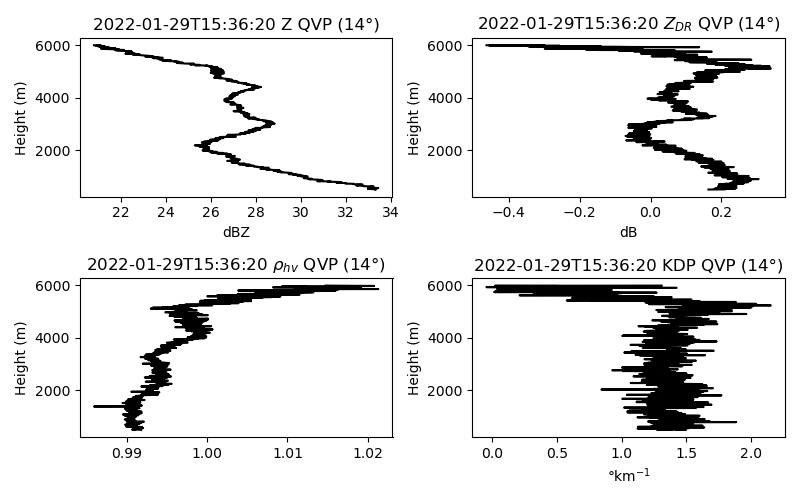 2022-01-29T15:36:20 Z QVP (14°)
6000
4000
2000
Height (m)
22 24 26 28 30 32 34
dBZ
2022-01-29T15:36:20 Z_DR QVP (14°)
6000
4000
2000
Height (m)
−0.4 −0.2 0.0 0.2
dB
2022-01-29T15:36:20 ρ_hv QVP (14°)
6000
4000
2000
Height (m)
0.99 1.00 1.01 1.02
2022-01-29T15:36:20 KDP QVP (14°)
6000
4000
2000
Height (m)
0.0 0.5 1.0 1.5 2.0
°km⁻¹